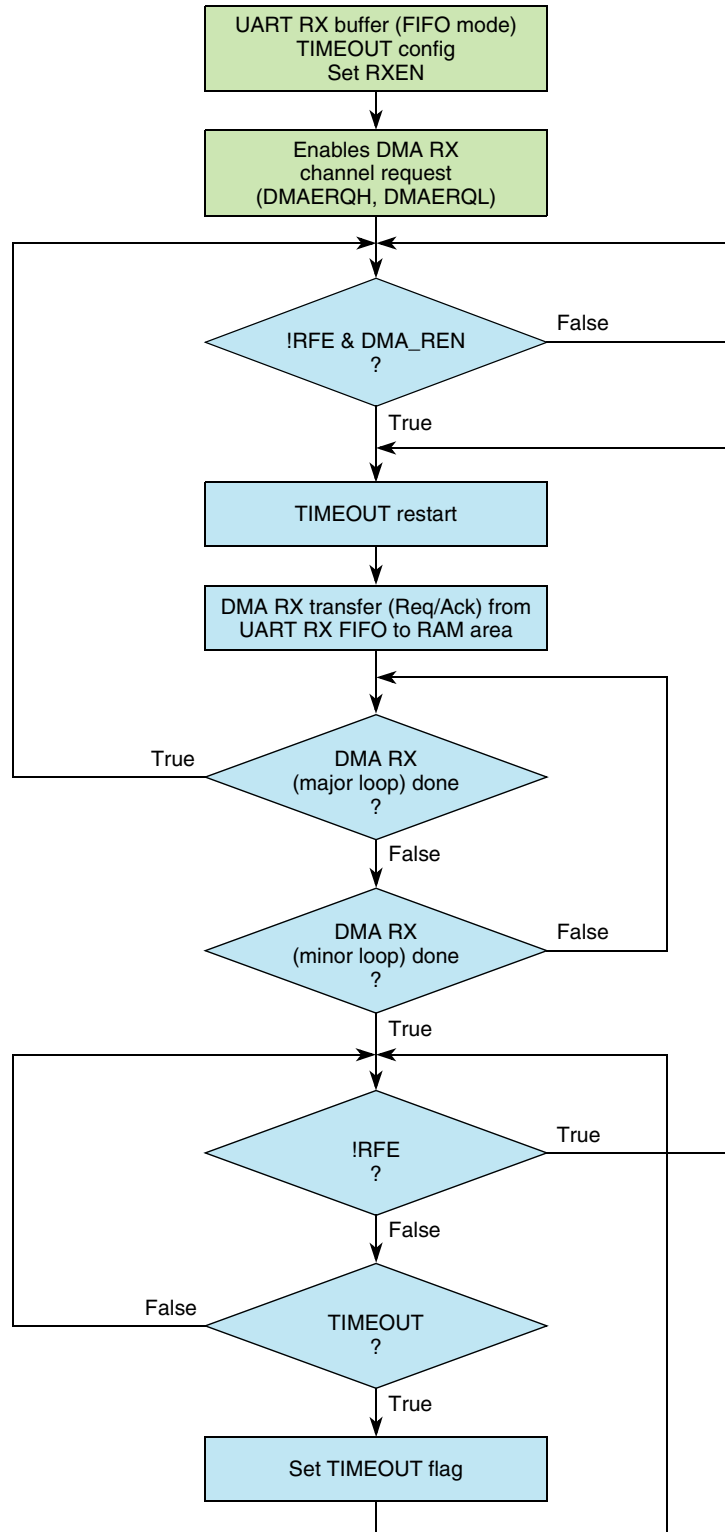 UART RX buffer (FIFO mode)
TIMEOUT config
Set RXEN
Enables DMA RX
channel request
(DMAERQH, DMAERQL)
!RFE & DMA_REN
?
False
True
TIMEOUT restart
DMA RX transfer (Req/Ack) from
UART RX FIFO to RAM area
True
DMA RX
(major loop) done
?
False
DMA RX
(minor loop) done
?
False
True
!RFE
?
True
False
False
TIMEOUT
?
True
Set TIMEOUT flag